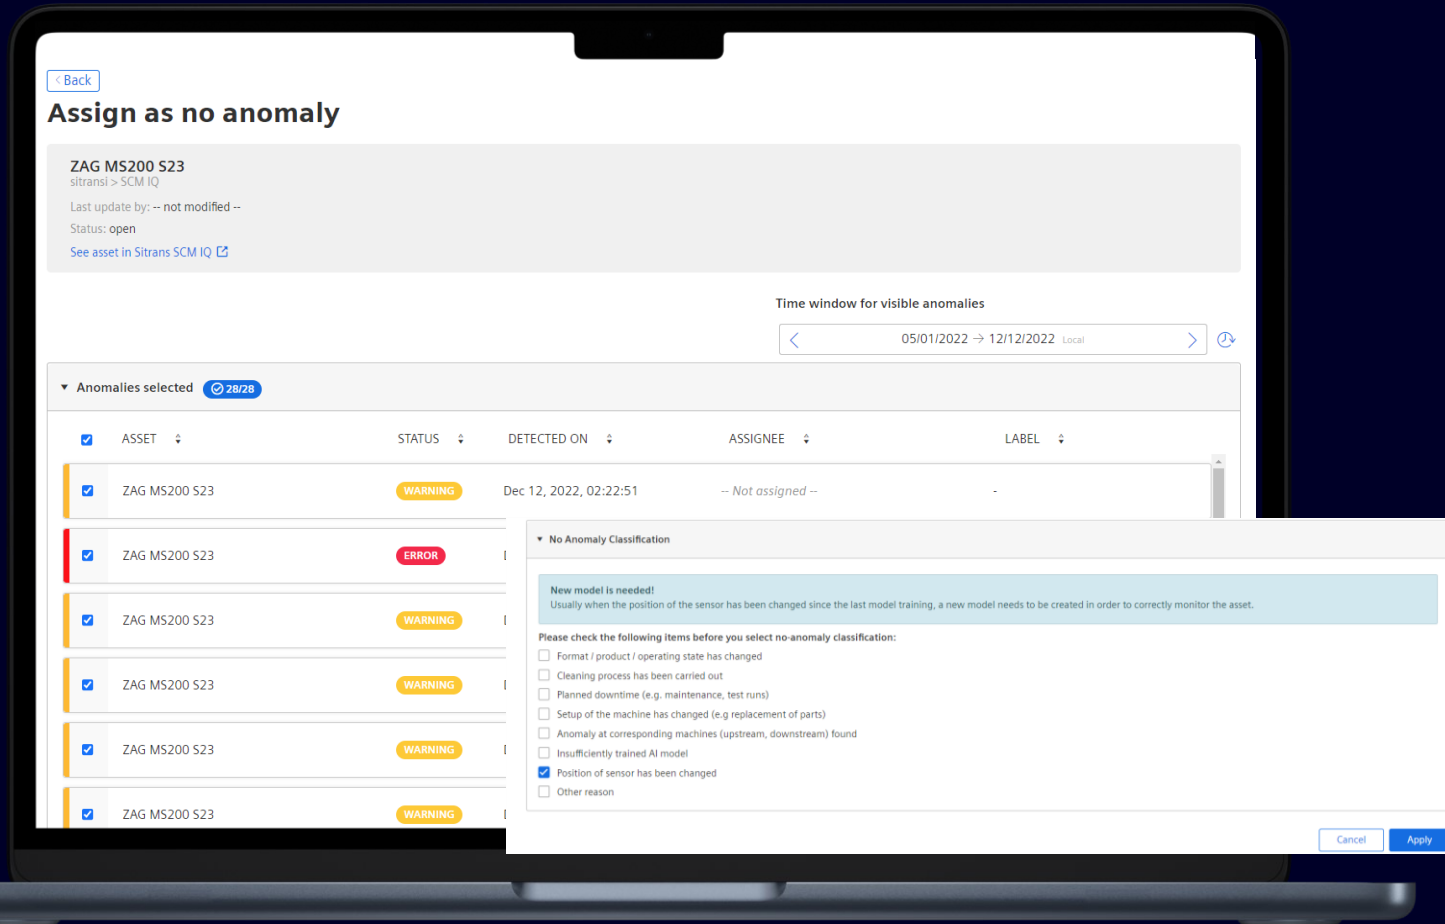 Back
Assign as no anomaly
ZAG MS200 S23
sitransi > SCM IQ
Last update by: -- not modified --
Status: open
See asset in Sitrans SCM IQ
Time window for visible anomalies
05/01/2022 → 12/12/2022 Local
Anomalies selected 28/28
ASSET STATUS DETECTED ON ASSIGNEE LABEL
ZAG MS200 S23 WARNING Dec 12, 2022, 02:22:51 -- Not assigned -- -
ZAG MS200 S23 ERROR
ZAG MS200 S23 WARNING
ZAG MS200 S23 WARNING
ZAG MS200 S23 WARNING
ZAG MS200 S23 WARNING
No Anomaly Classification
New model is needed!
Usually when the position of the sensor has been changed since the last model training, a new model needs to be created in order to correctly monitor the asset.
Please check the following items before you select no-anomaly classification:
Format / product / operating state has changed
Cleaning process has been carried out
Planned downtime (e.g. maintenance, test runs)
Setup of the machine has changed (e.g replacement of parts)
Anomaly at corresponding machines (upstream, downstream) found
Insufficiently trained AI model
Position of sensor has been changed
Other reason
Cancel Apply